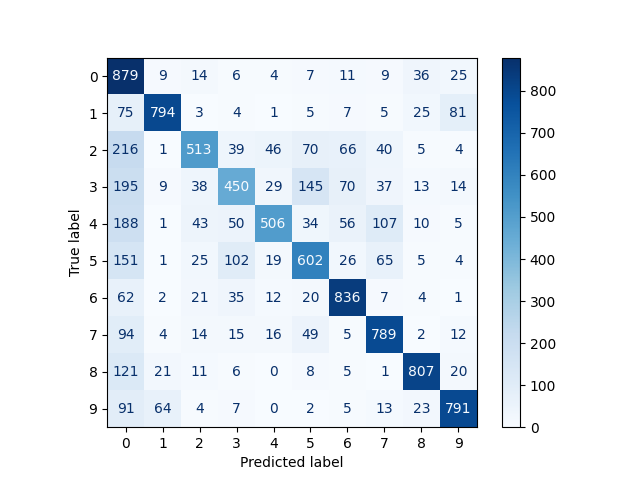 0 879 9 14 6 4 7 11 9 36 25
1 75 794 3 4 1 5 7 5 25 81
2 216 1 513 39 46 70 66 40 5 4
3 195 9 38 450 29 145 70 37 13 14
4 188 1 43 50 506 34 56 107 10 5
5 151 1 25 102 19 602 26 65 5 4
6 62 2 21 35 12 20 836 7 4 1
7 94 4 14 15 16 49 5 789 2 12
8 121 21 11 6 0 8 5 1 807 20
9 91 64 4 7 0 2 5 13 23 791
0 1 2 3 4 5 6 7 8 9
Predicted label
True label
800
700
600
500
400
300
200
100
0